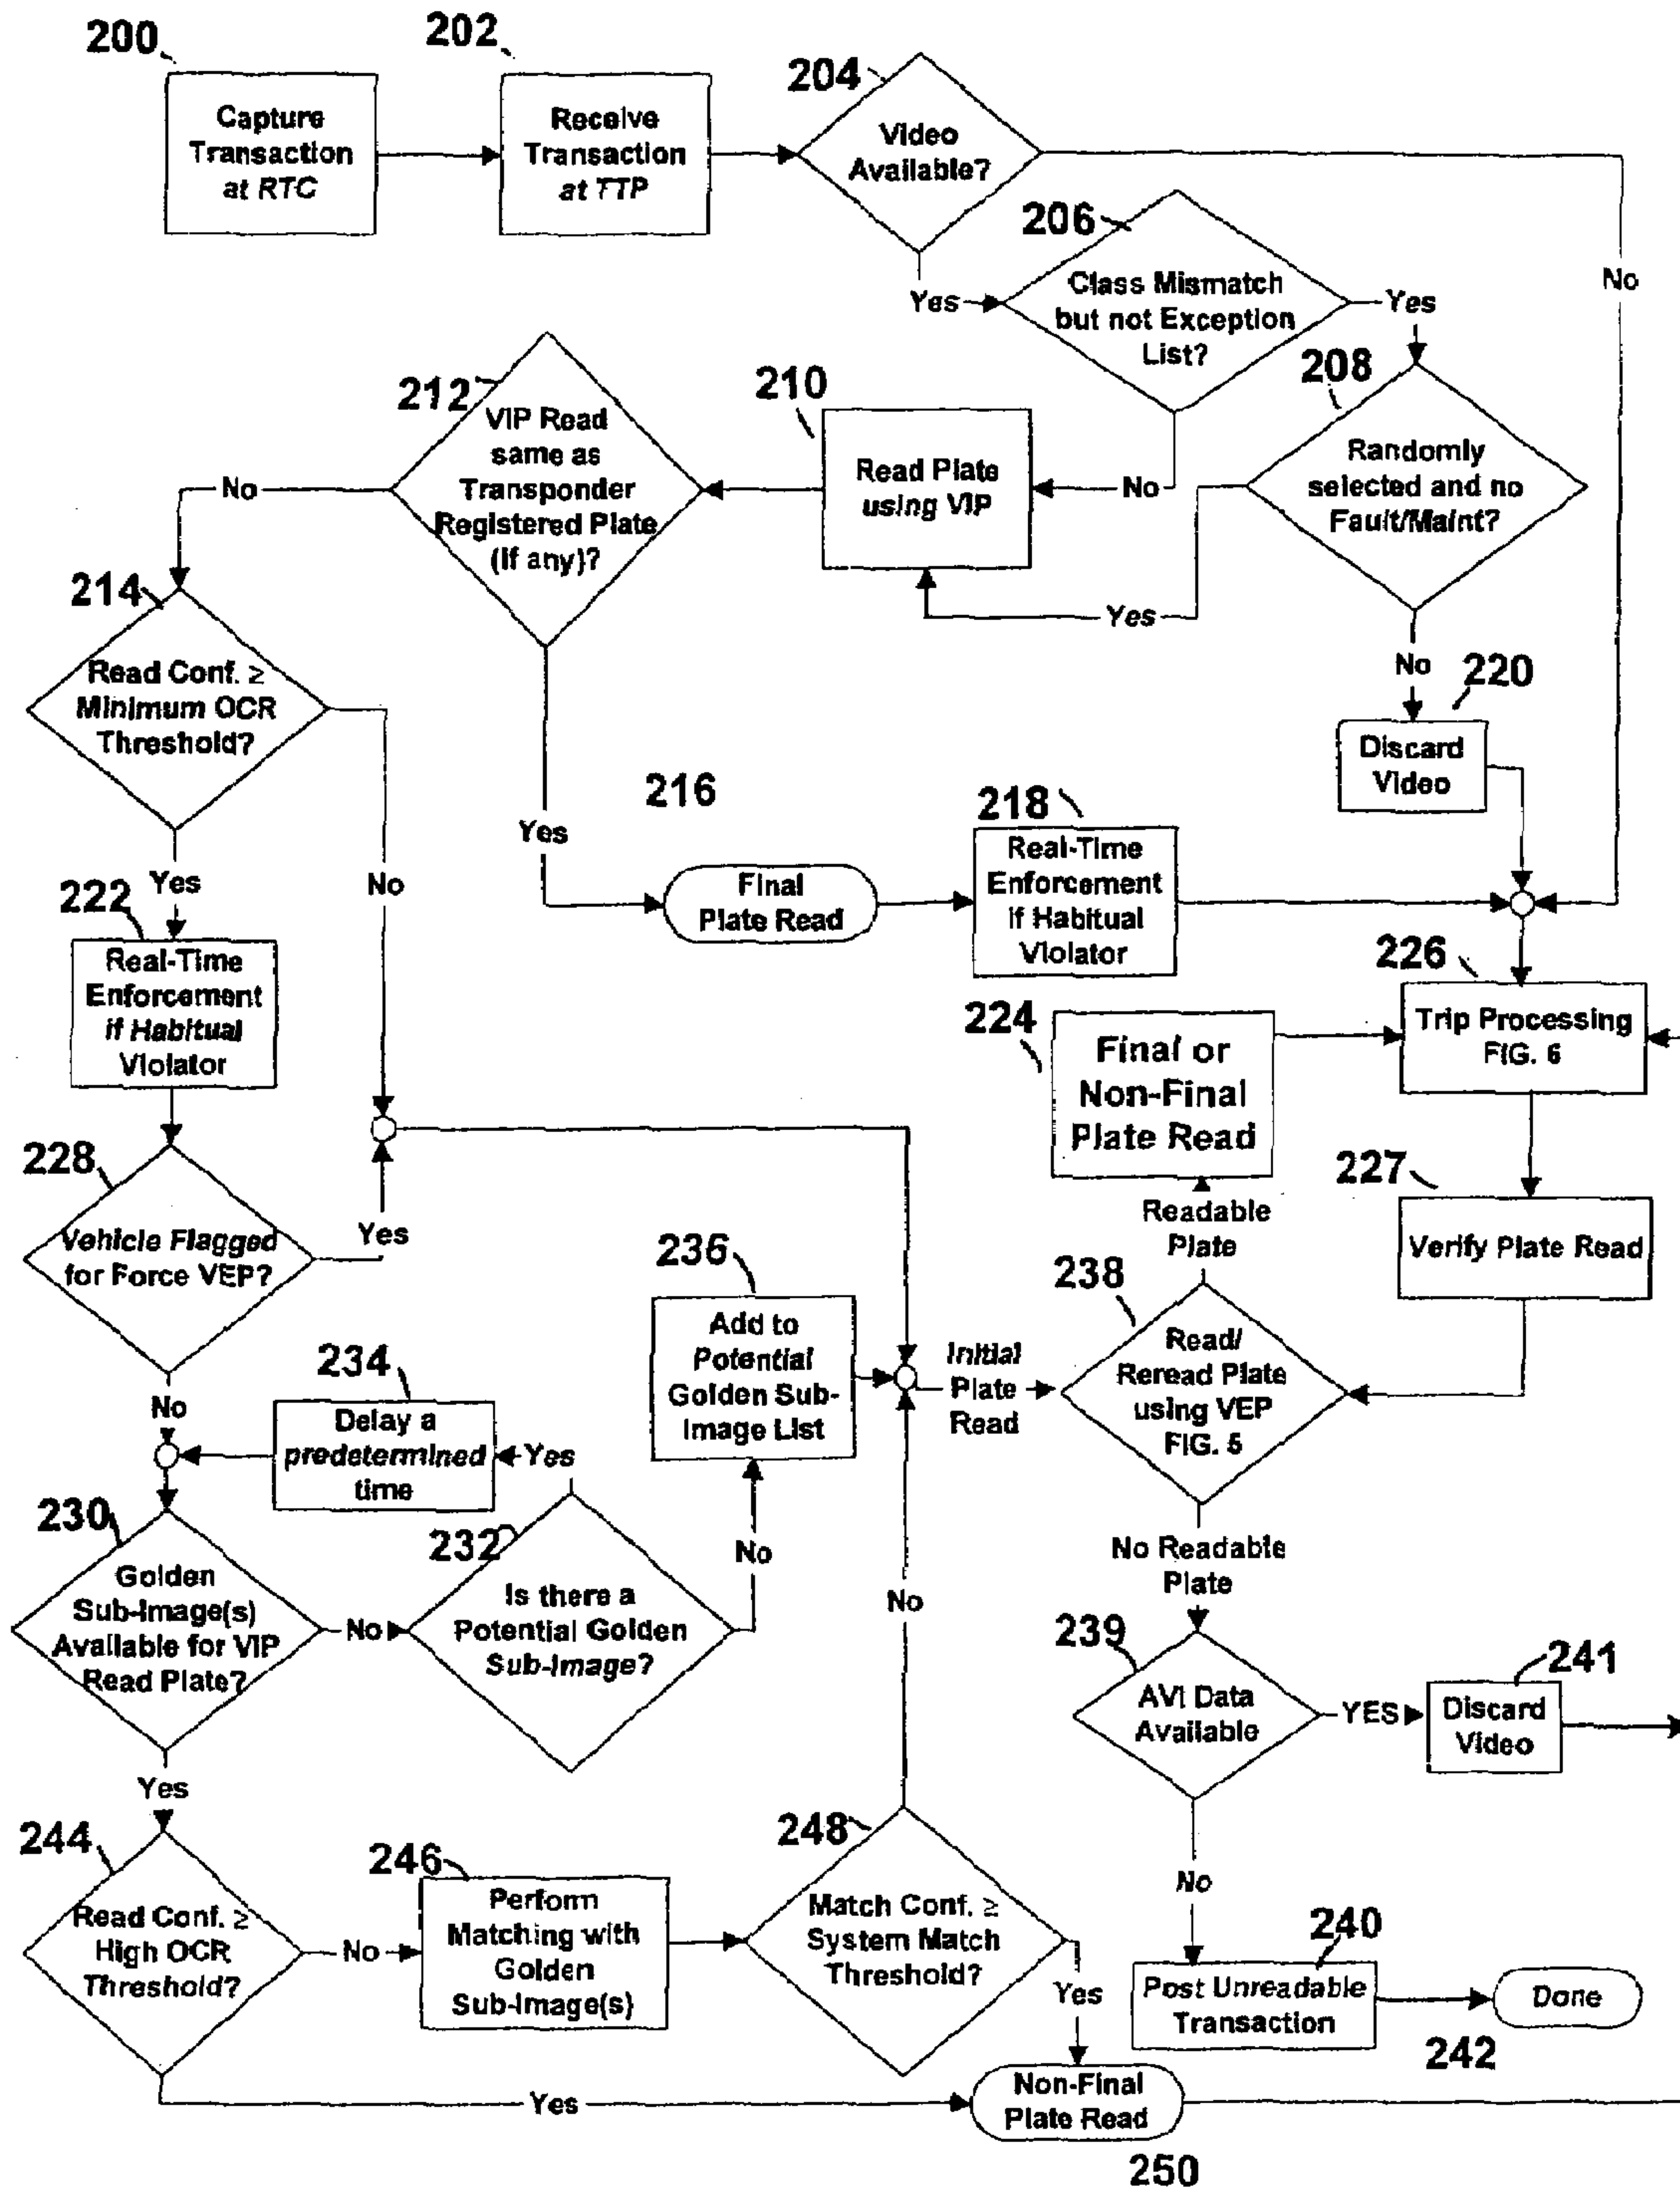 200
202
204
Capture
Transaction
at RTC
Receive
Transaction
at TTP
Video
Available?
206
Class Mismatch
but not Exception
List?
Yes
Yes
No
208
Randomly
selected and no
Fault/Maint?
210
Read Plate
using VIP
No
Yes
212
VIP Read
same as
Transponder
Registered Plate
(If any)?
No
214
Read Conf. ≥
Minimum OCR
Threshold?
No
220
Discard
Video
Yes
216
Final
Plate Read
218
Real-Time
Enforcement
if Habitual
Violator
Yes
No
222
Real-Time
Enforcement
if Habitual
Violator
224
Final or
Non-Final
Plate Read
226
Trip Processing
FIG. 6
227
Verify Plate Read
228
Vehicle Flagged
for Force VEP?
Yes
No
Readable
Plate
236
Add to
Potential
Golden Sub-
Image List
Initial
Plate
Read
238
Read/
Reread Plate
using VEP
FIG. 5
234
Delay a
predetermined
time
Yes
230
Golden
Sub-Image(s)
Available for VIP
Read Plate?
No
232
Is there a
Potential Golden
Sub-Image?
No
No
No Readable
Plate
239
AVI Data
Available
YES
241
Discard
Video
Yes
244
Read Conf. ≥
High OCR
Threshold?
No
246
Perform
Matching with
Golden
Sub-Image(s)
248
Match Conf. ≥
System Match
Threshold?
Yes
No
240
Post Unreadable
Transaction
Done
242
Yes
Non-Final
Plate Read
250